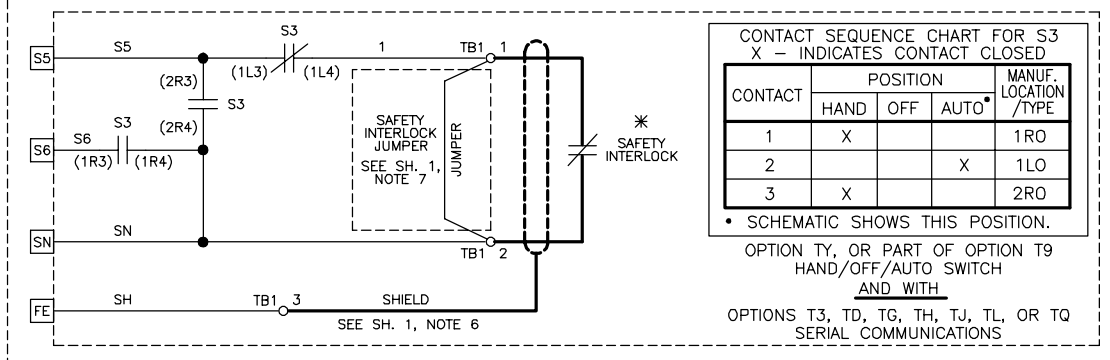 S5
S5
S3
(1L3)
(1L4)
1
TB1
1
(2R3)
S3
(2R4)
S6
S6
S3
(1R3)
(1R4)
SAFETY
INTERLOCK
JUMPER
SEE SH. 1,
NOTE 7
JUMPER
*
SAFETY
INTERLOCK
SN
SN
TB1
2
FE
SH
TB1
3
SHIELD
SEE SH. 1, NOTE 6
CONTACT SEQUENCE CHART FOR S3
X – INDICATES CONTACT CLOSED
CONTACT POSITION MANUF. LOCATION /TYPE
HAND OFF AUTO•
1 X 1RO
2 X 1LO
3 X 2RO
• SCHEMATIC SHOWS THIS POSITION.
OPTION TY, OR PART OF OPTION T9
HAND/OFF/AUTO SWITCH
AND WITH
OPTIONS T3, TD, TG, TH, TJ, TL, OR TQ
SERIAL COMMUNICATIONS